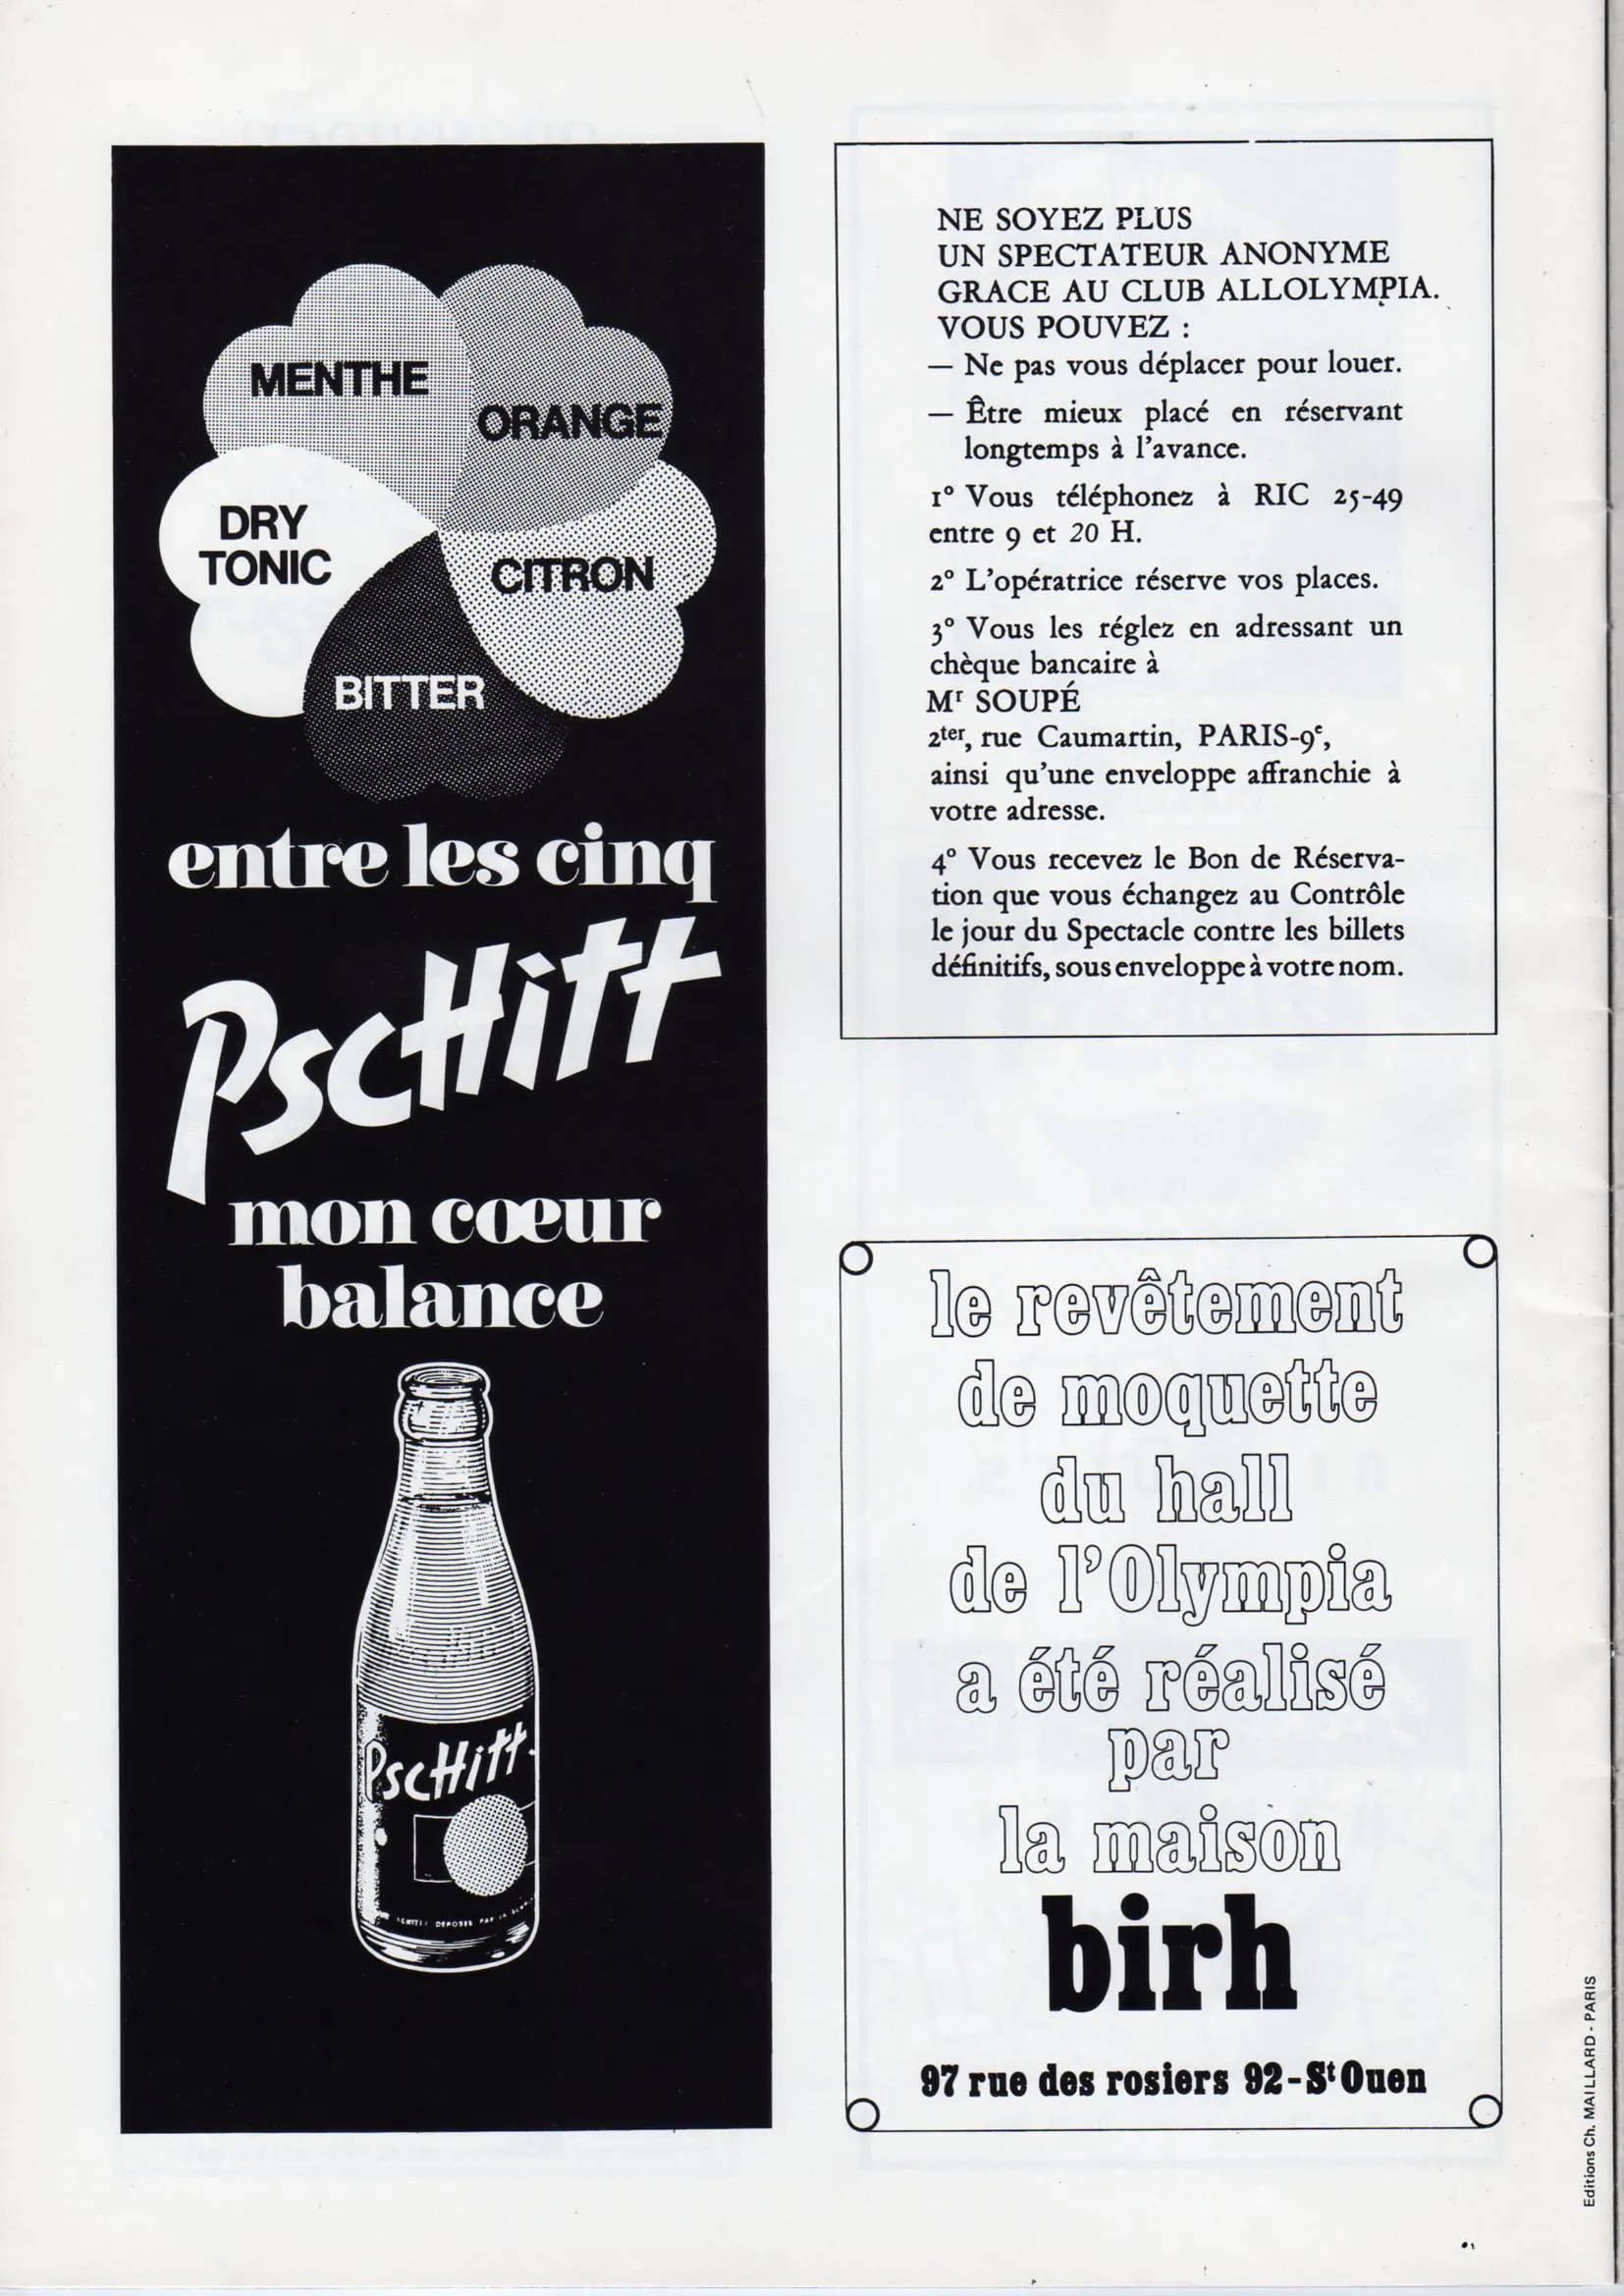 MENTHE
ORANGE
DRY
TONIC
CITRON
BITTER
entre les cinq
PscHitt
mon cœur
balance
PscHitt
DEPOSES PAR LA
NE SOYEZ PLUS
UN SPECTATEUR ANONYME
GRACE AU CLUB ALLOLYMPIA.
VOUS POUVEZ :
— Ne pas vous déplacer pour louer.
— Être mieux placé en réservant
longtemps à l'avance.
1° Vous téléphonez à RIC 25-49
entre 9 et 20 H.
2° L'opératrice réserve vos places.
3° Vous les réglez en adressant un
chèque bancaire à
Mr SOUPÉ
2ter, rue Caumartin, PARIS-9e,
ainsi qu'une enveloppe affranchie à
votre adresse.
4° Vous recevez le Bon de Réserva-
tion que vous échangez au Contrôle
le jour du Spectacle contre les billets
définitifs, sous enveloppe à votre nom.
le revêtement
de moquette
du hall
de l'Olympia
a été réalisé
par
la maison
birh
97 rue des rosiers 92-St Ouen
Editions Ch. MAILLARD - PARIS